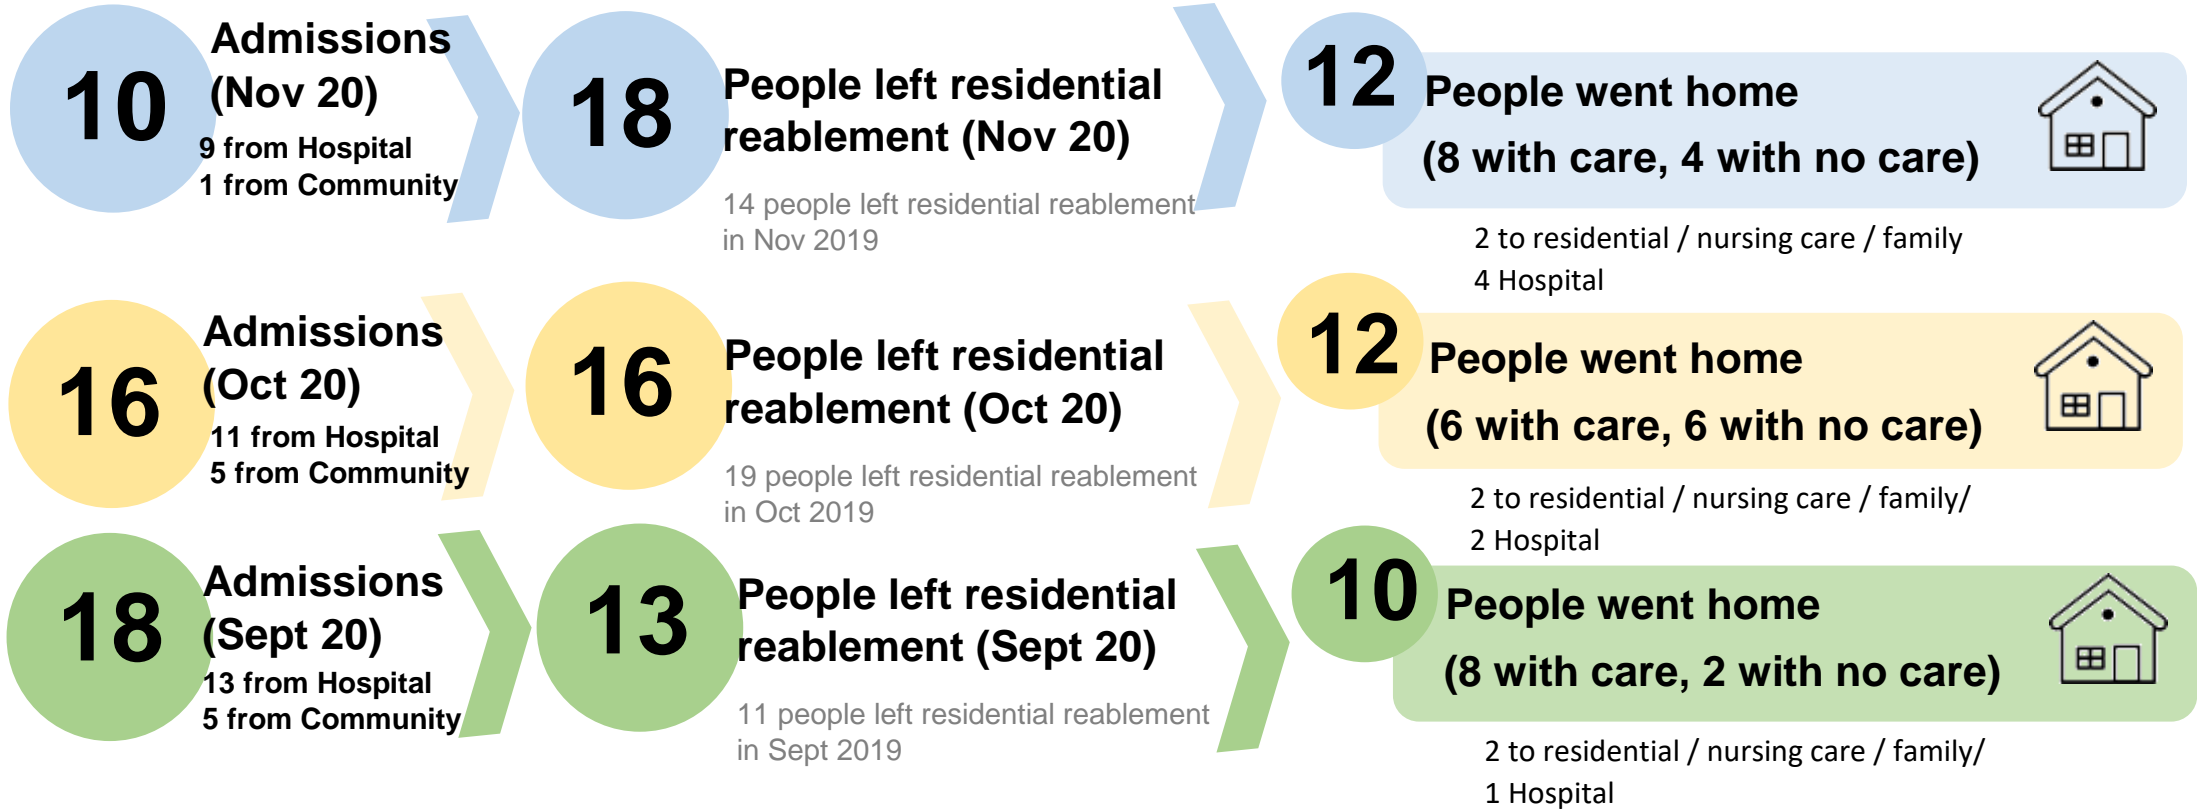 10
Admissions
(Nov 20)
9 from Hospital
1 from Community
18
People left residential
reablement (Nov 20)
14 people left residential reablement
in Nov 2019
12
People went home
(8 with care, 4 with no care)
2 to residential / nursing care / family
4 Hospital
16
Admissions
(Oct 20)
11 from Hospital
5 from Community
16
People left residential
reablement (Oct 20)
19 people left residential reablement
in Oct 2019
12
People went home
(6 with care, 6 with no care)
2 to residential / nursing care / family/
2 Hospital
18
Admissions
(Sept 20)
13 from Hospital
5 from Community
13
People left residential
reablement (Sept 20)
11 people left residential reablement
in Sept 2019
10
People went home
(8 with care, 2 with no care)
2 to residential / nursing care / family/
1 Hospital